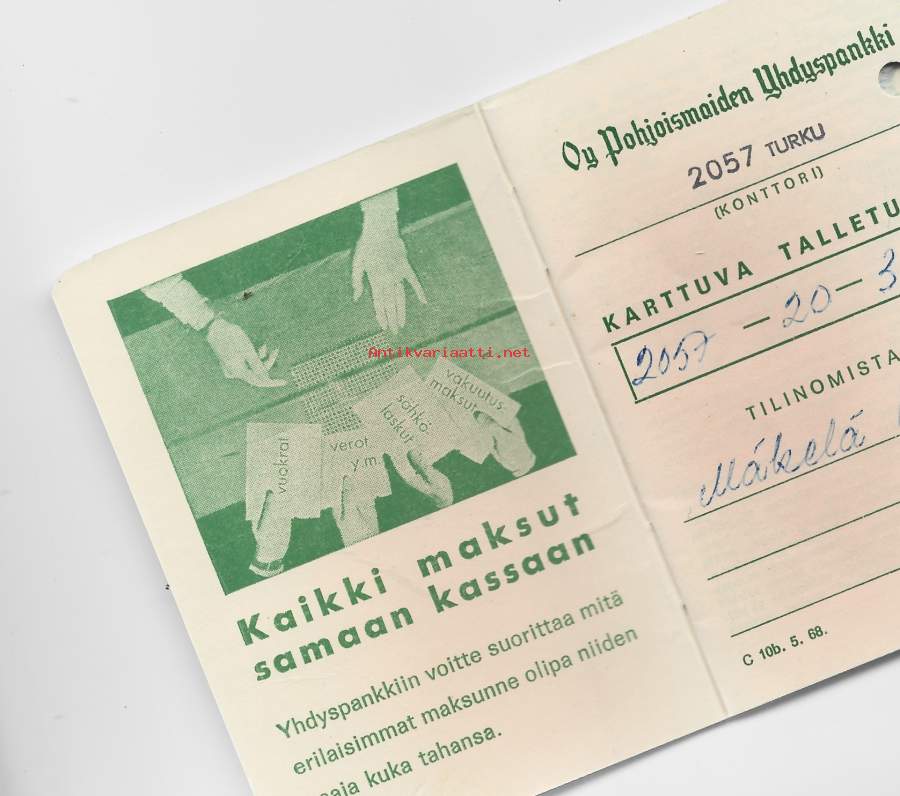 Antikvariaatti.net
vuokrat
verot
y.m.
sähkö-
laskut
vakuutus-
maksut
Kaikki maksut
samaan kassaan
Yhdyspankkiin voitte suorittaa mitä
erilaisimmat maksunne olipa niiden
saaja kuka tahansa.
Oy Pohjoismaiden Yhdyspankki
2057 TURKU
(KONTTORI)
KARTTUVA TALLETU
2057 – 20 – 3
TILINOMISTA
Mäkelä
C 10b. 5. 68.